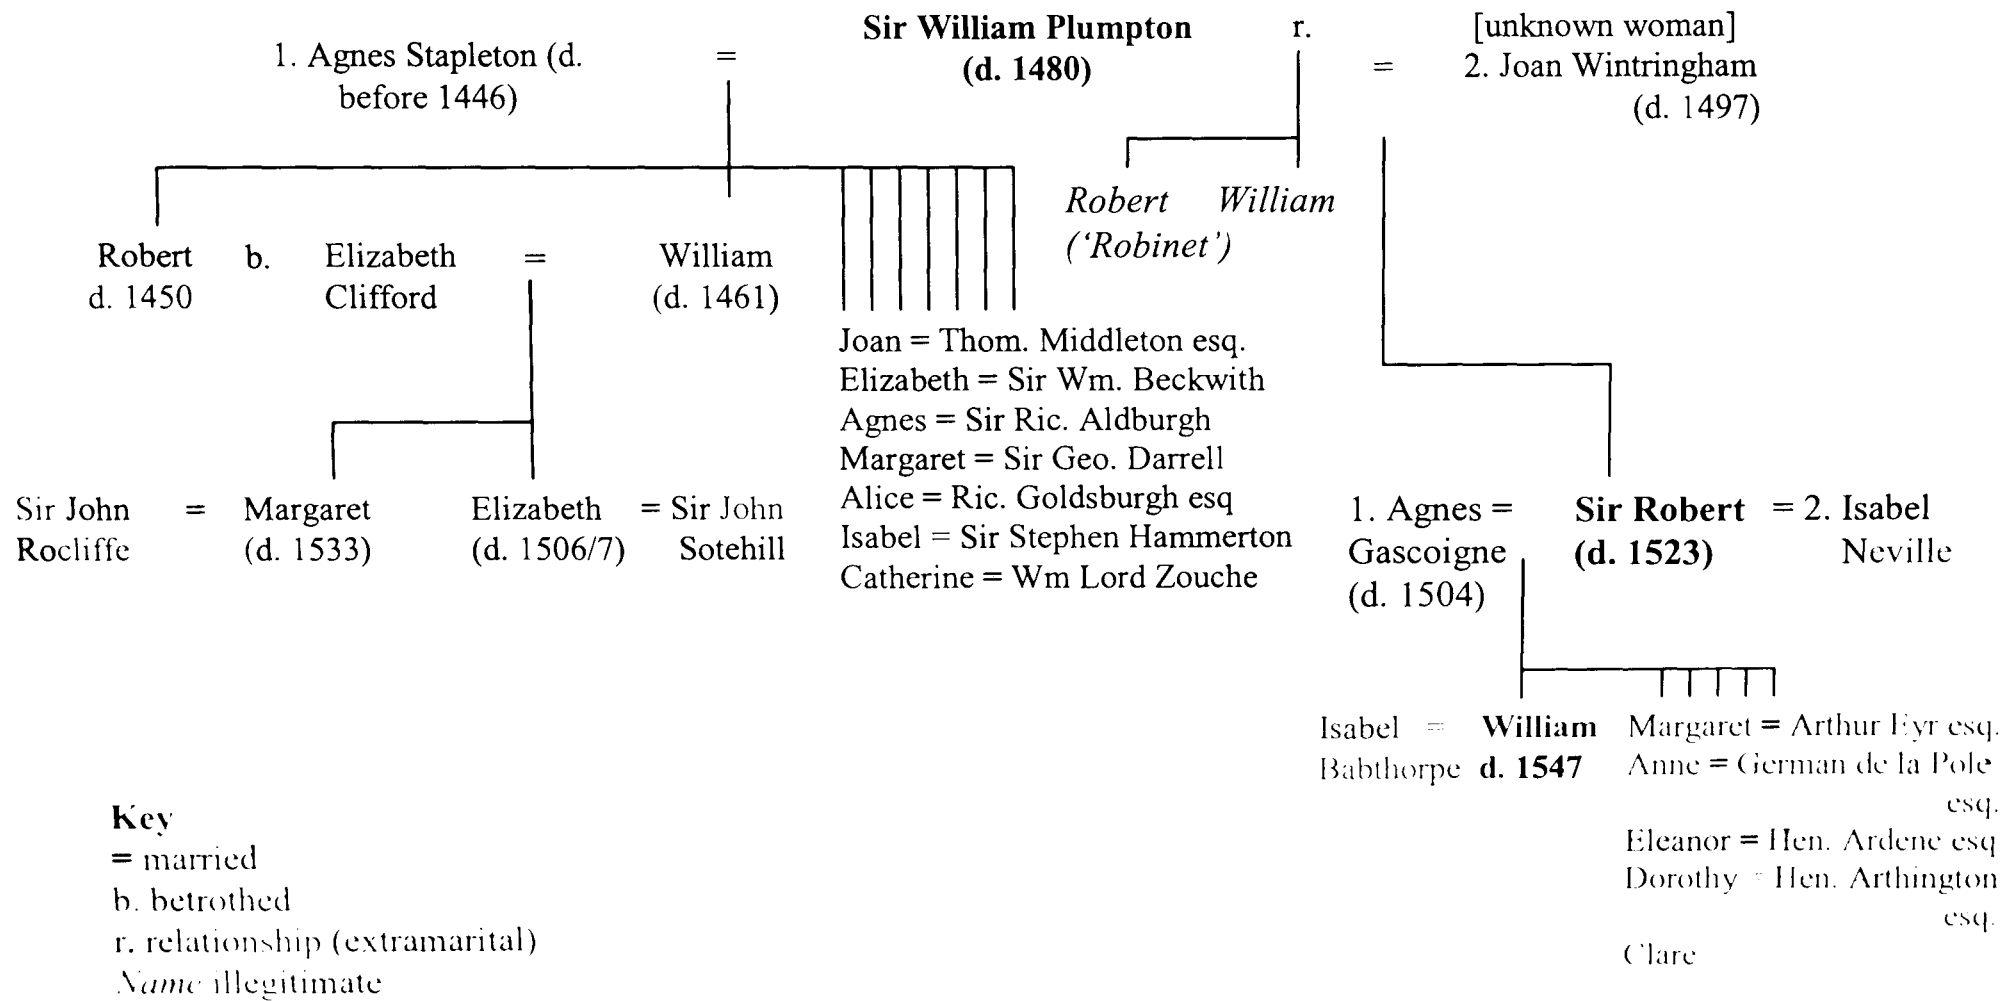 Sir William Plumpton r. [unknown woman]
1. Agnes Stapleton (d. = (d. 1480) = 2. Joan Wintringham
before 1446) (d. 1497)
Robert William
(‘Robinet’)
Robert b. Elizabeth = William
d. 1450 Clifford (d. 1461)
Joan = Thom. Middleton esq.
Elizabeth = Sir Wm. Beckwith
Agnes = Sir Ric. Aldburgh
Margaret = Sir Geo. Darrell
Alice = Ric. Goldsburgh esq
Isabel = Sir Stephen Hammerton
Catherine = Wm Lord Zouche
Sir John = Margaret Elizabeth = Sir John
Rocliffe (d. 1533) (d. 1506/7) Sotehill
1. Agnes = Sir Robert = 2. Isabel
Gascoigne (d. 1523) Neville
(d. 1504)
Isabel = William
Babthorpe d. 1547
Margaret = Arthur Eyr esq.
Anne = German de la Pole
esq.
Eleanor = Hen. Ardene esq
Dorothy = Hen. Arthington
esq.
Clare
Key
= married
b. betrothed
r. relationship (extramarital)
Name illegitimate